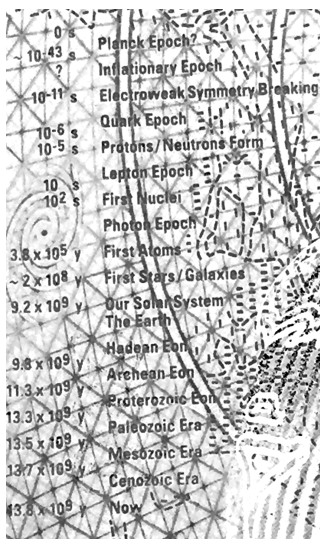 0 s
Planck Epoch?
~ 10-43 s
Inflationary Epoch
?
Electroweak Symmetry Breaking
10-11 s
Quark Epoch
10-6 s
Protons/Neutrons Form
10-5 s
Lepton Epoch
10 s
First Nuclei
10² s
Photon Epoch
3.8 x 10⁵ y
First Atoms
~ 2 x 10⁸ y
First Stars/Galaxies
9.2 x 10⁹ y
Our Solar System
The Earth
Hadean Eon
9.8 x 10⁹ y
Archean Eon
11.3 x 10⁹ y
Proterozoic Eon
13.3 x 10⁹ y
Paleozoic Era
13.5 x 10⁹ y
Mesozoic Era
13.7 x 10⁹ y
Cenozoic Era
13.8 x 10⁹ y
Now